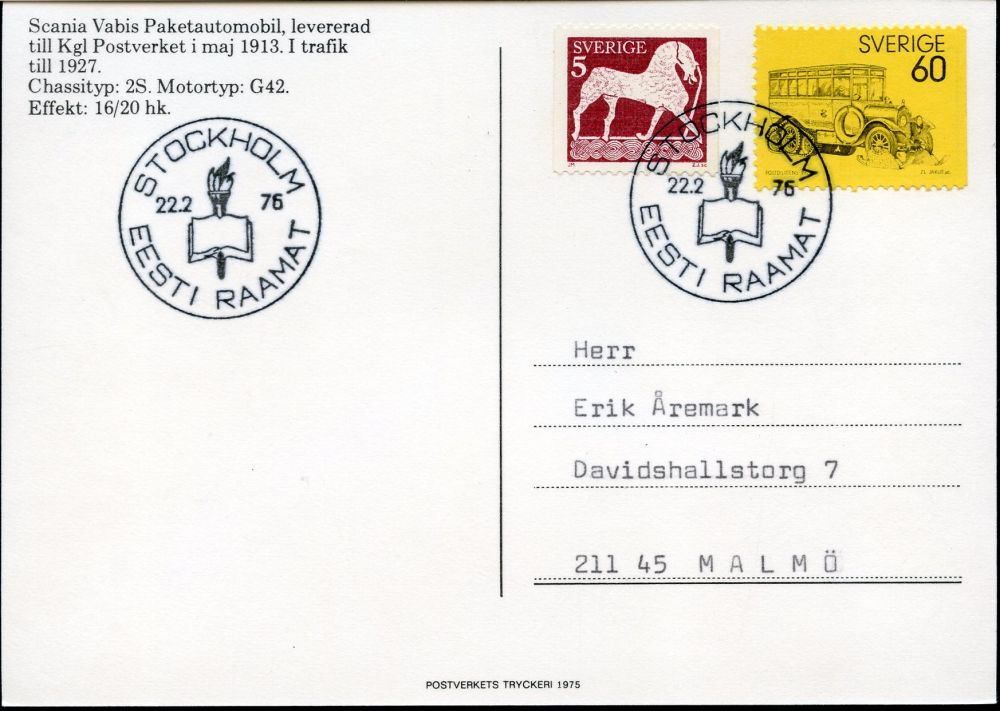 Scania Vabis Paketautomobil, levererad
till Kgl Postverket i maj 1913. I trafik
till 1927.
Chassityp: 2S. Motortyp: G42.
Effekt: 16/20 hk.
STOCKHOLM
22.2 76
EESTI RAAMAT
SVERIGE
5
SVERIGE
60
STOCKHOLM
22.2 76
EESTI RAAMAT
Herr
Erik Åremark
Davidshallstorg 7
211 45 M A L M Ö
POSTVERKETS TRYCKERI 1975